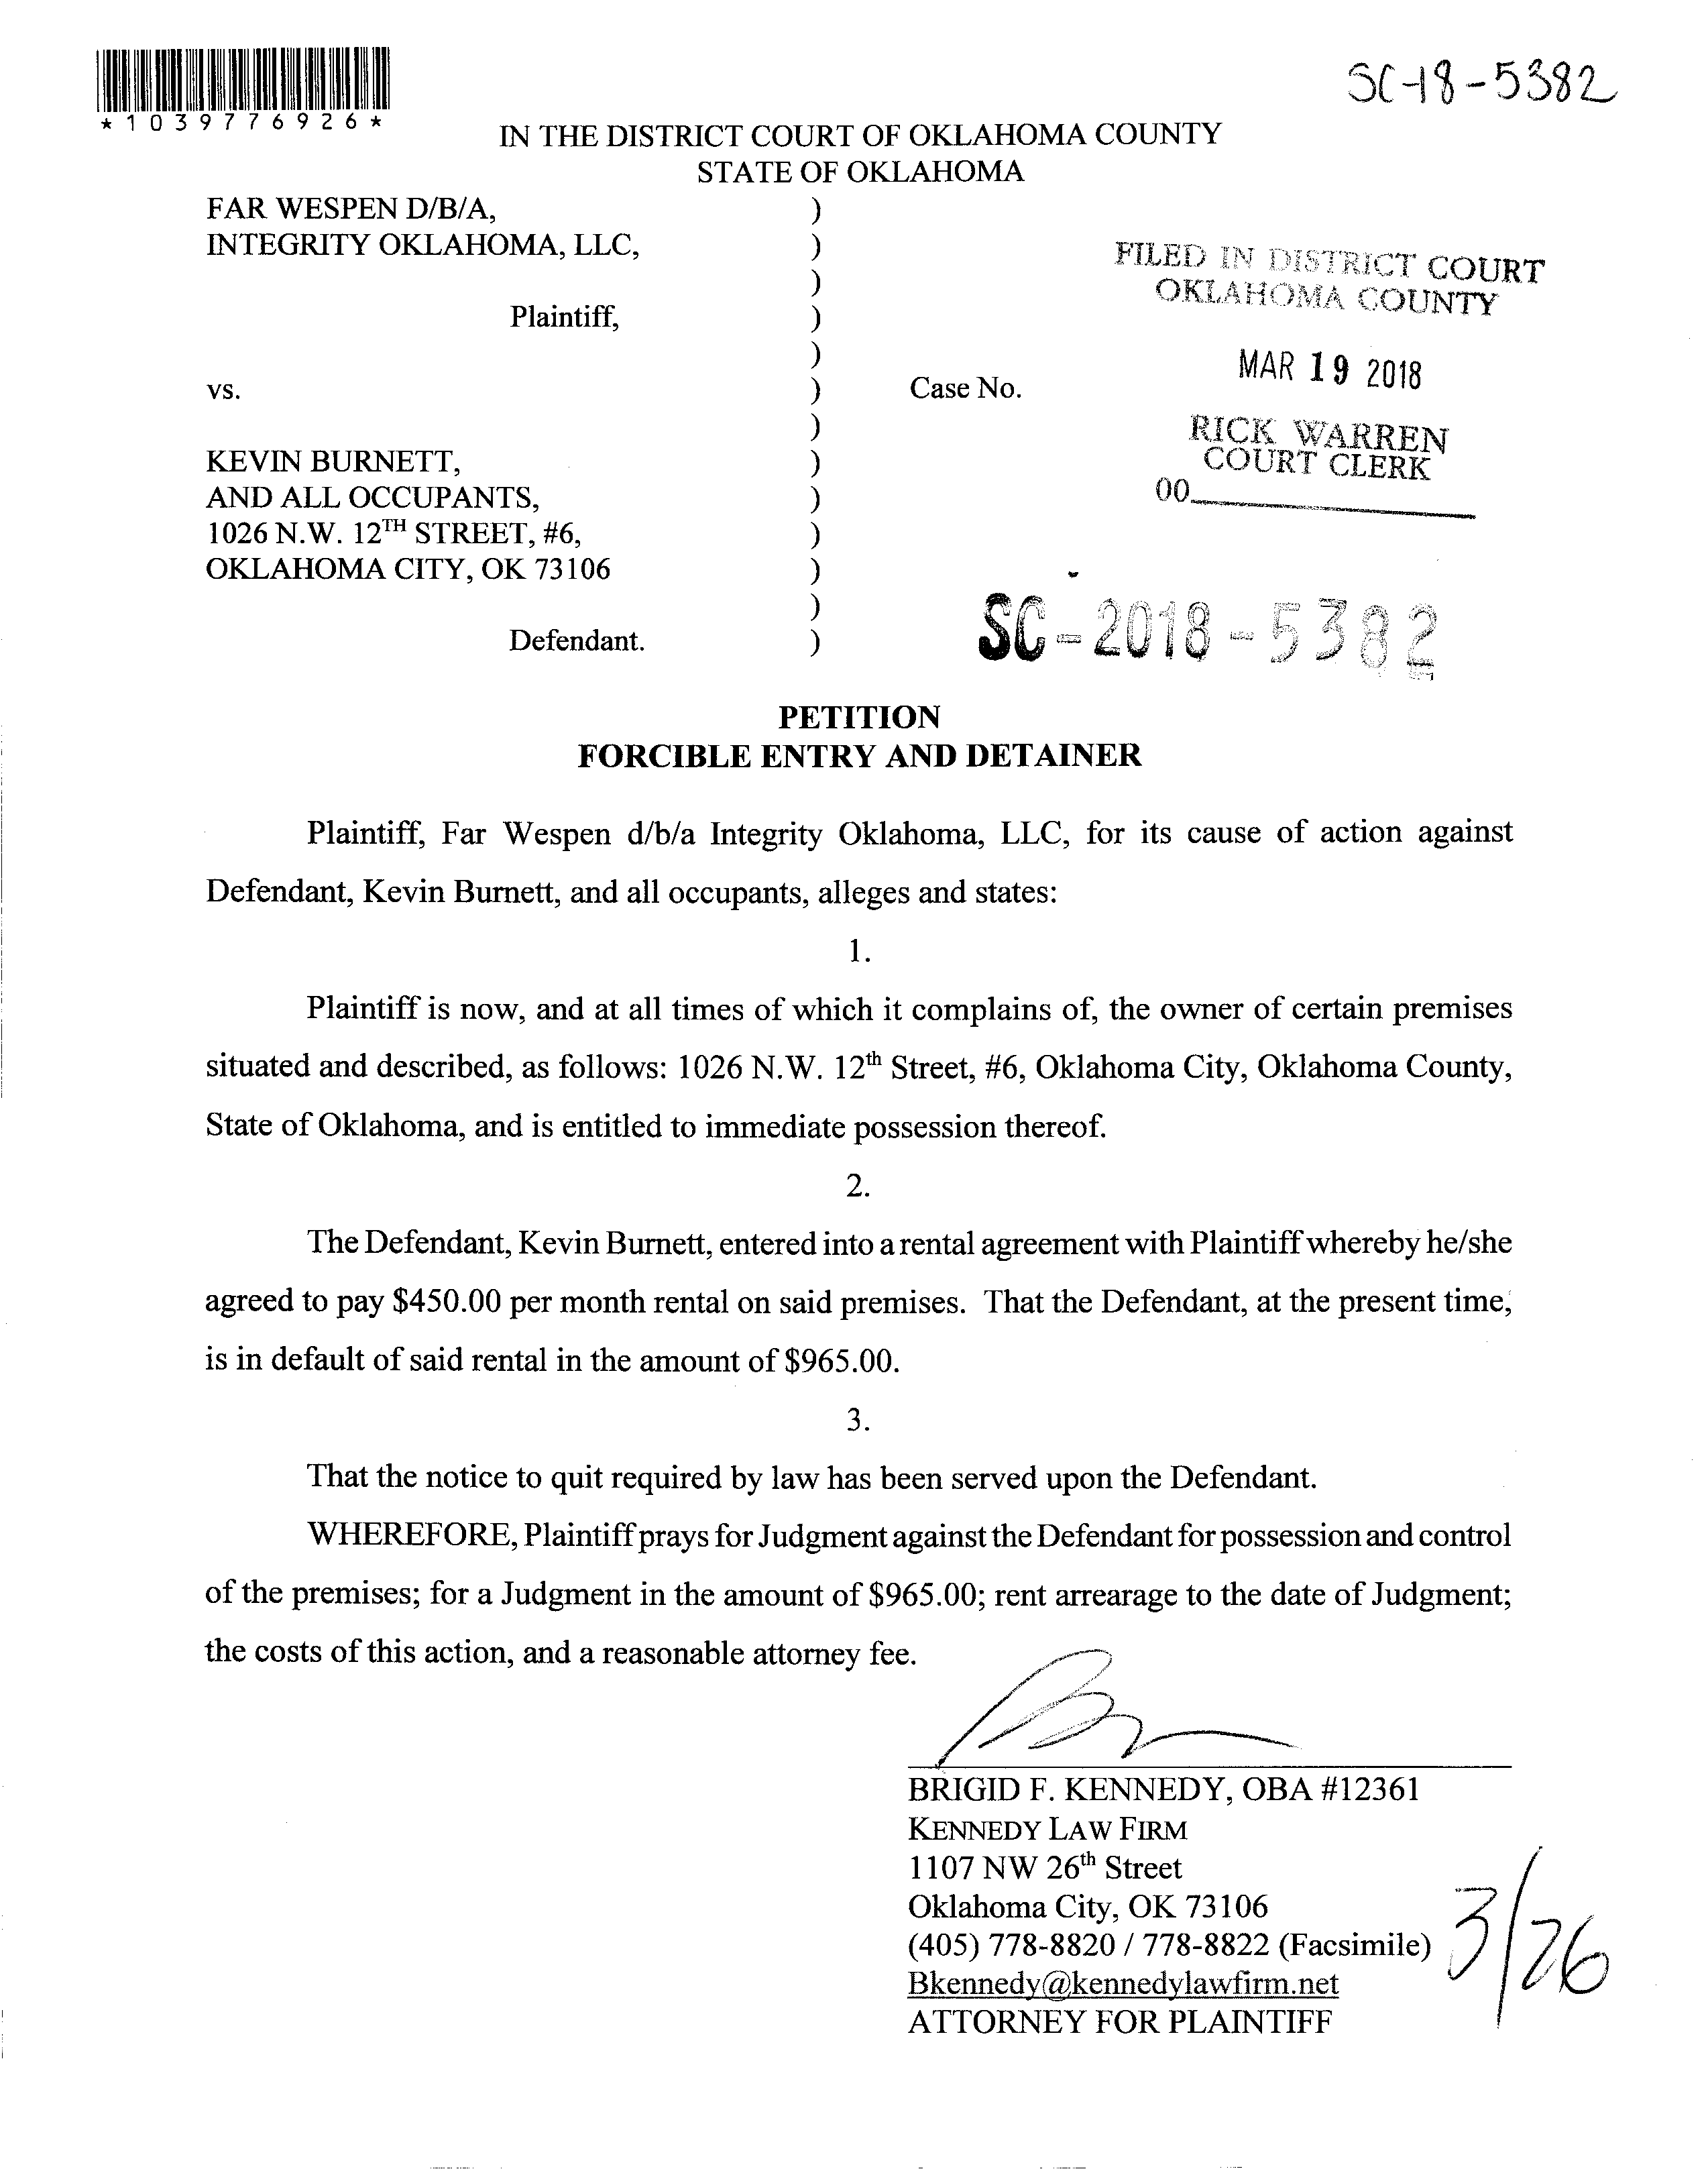 SC-18-5382
*1039776926*
IN THE DISTRICT COURT OF OKLAHOMA COUNTY
STATE OF OKLAHOMA
FAR WESPEN D/B/A, )
INTEGRITY OKLAHOMA, LLC, )
)
Plaintiff, )
)
vs. ) Case No.
)
KEVIN BURNETT, )
AND ALL OCCUPANTS, )
1026 N.W. 12TH STREET, #6, )
OKLAHOMA CITY, OK 73106 )
)
Defendant. )
FILED IN DISTRICT COURT
OKLAHOMA COUNTY
MAR 19 2018
RICK WARREN
COURT CLERK
00
SC-2018-5382
PETITION
FORCIBLE ENTRY AND DETAINER
Plaintiff, Far Wespen d/b/a Integrity Oklahoma, LLC, for its cause of action against
Defendant, Kevin Burnett, and all occupants, alleges and states:
1.
Plaintiff is now, and at all times of which it complains of, the owner of certain premises
situated and described, as follows: 1026 N.W. 12th Street, #6, Oklahoma City, Oklahoma County,
State of Oklahoma, and is entitled to immediate possession thereof.
2.
The Defendant, Kevin Burnett, entered into a rental agreement with Plaintiff whereby he/she
agreed to pay $450.00 per month rental on said premises. That the Defendant, at the present time,
is in default of said rental in the amount of $965.00.
3.
That the notice to quit required by law has been served upon the Defendant.
WHEREFORE, Plaintiff prays for Judgment against the Defendant for possession and control
of the premises; for a Judgment in the amount of $965.00; rent arrearage to the date of Judgment;
the costs of this action, and a reasonable attorney fee.
BRIGID F. KENNEDY, OBA #12361
KENNEDY LAW FIRM
1107 NW 26th Street
Oklahoma City, OK 73106
(405) 778-8820 / 778-8822 (Facsimile)
Bkennedy@kennedylawfirm.net
ATTORNEY FOR PLAINTIFF
3/26